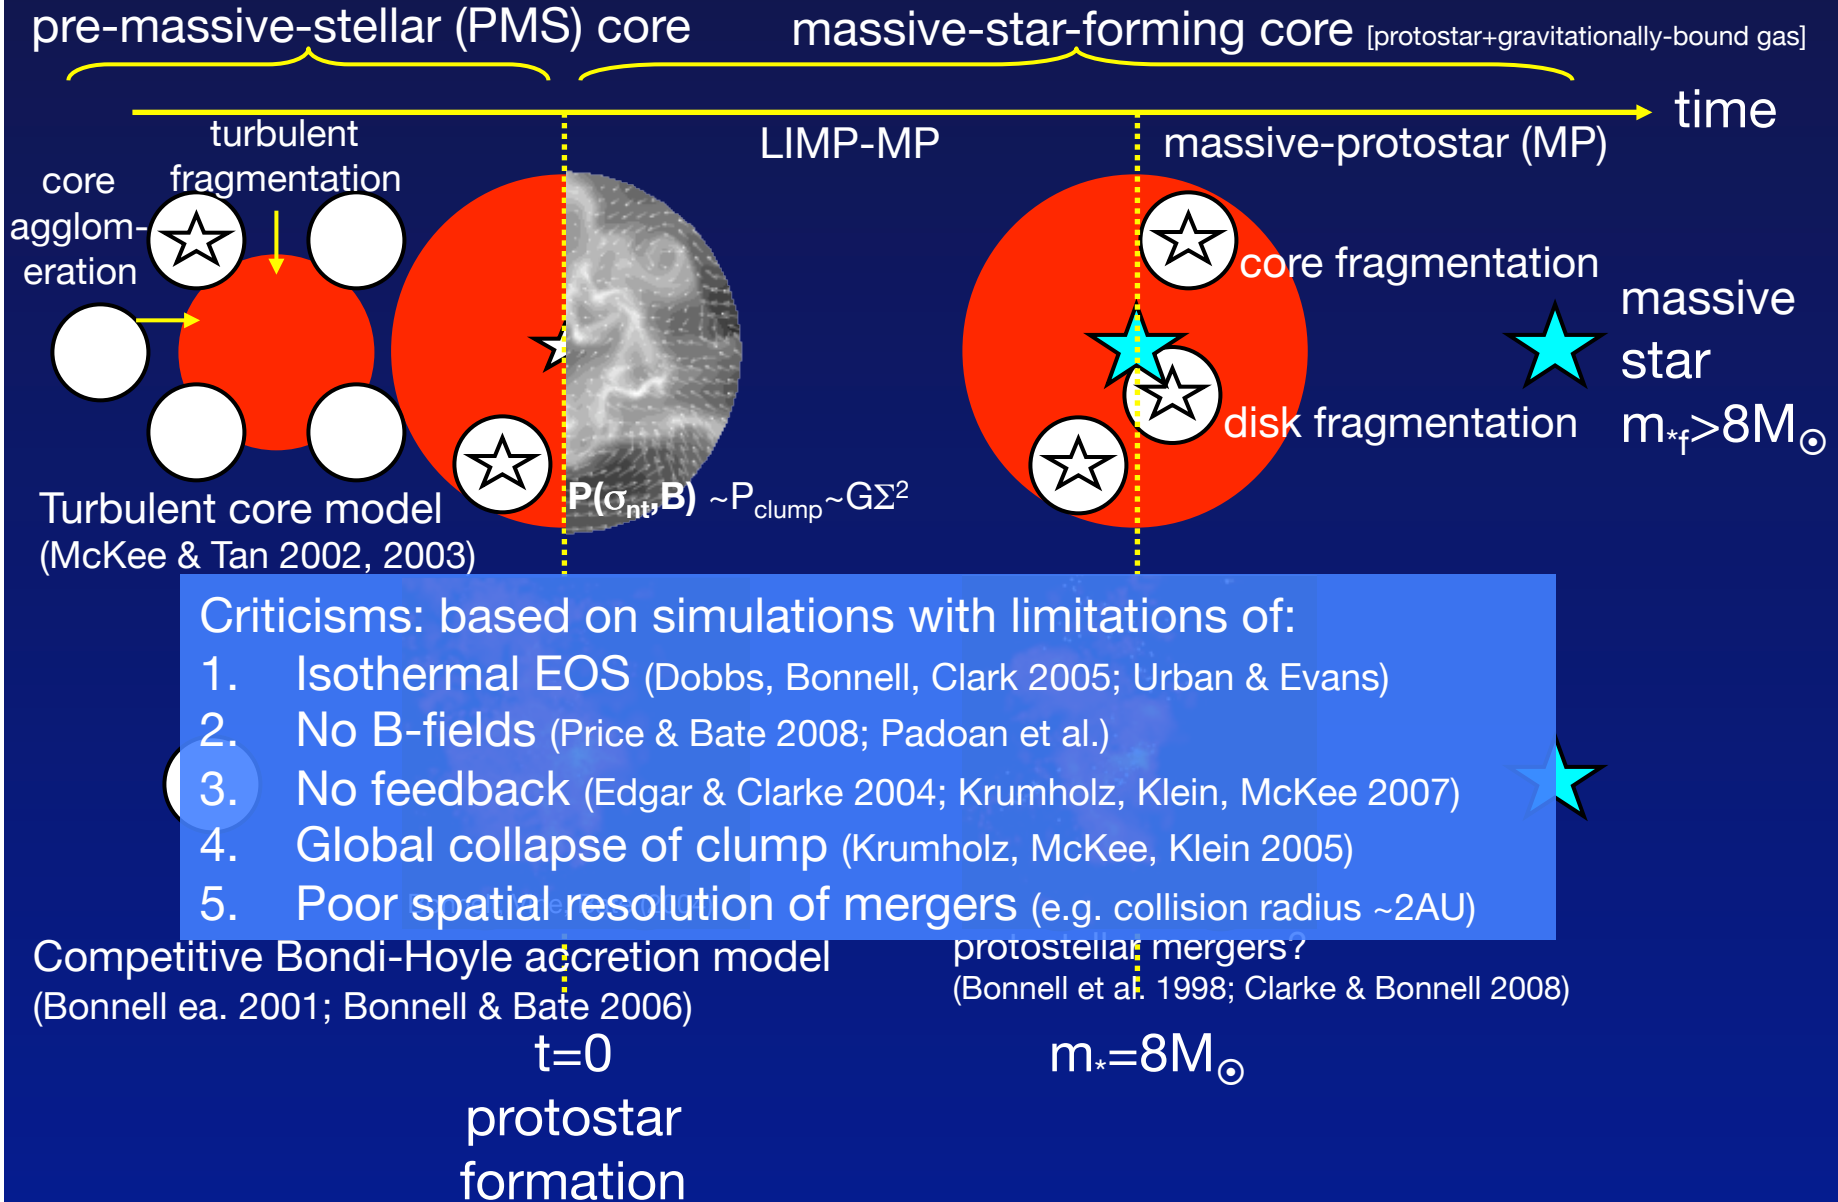 pre-massive-stellar (PMS) core
massive-star-forming core [protostar+gravitationally-bound gas]
time
turbulent
fragmentation
LIMP-MP
massive-protostar (MP)
core
agglom-
eration
core fragmentation
massive
star
m*f>8M⊙
disk fragmentation
P(σnt,B) ~Pclump~GΣ²
Turbulent core model
(McKee & Tan 2002, 2003)
Criticisms: based on simulations with limitations of:
1. Isothermal EOS (Dobbs, Bonnell, Clark 2005; Urban & Evans)
2. No B-fields (Price & Bate 2008; Padoan et al.)
3. No feedback (Edgar & Clarke 2004; Krumholz, Klein, McKee 2007)
4. Global collapse of clump (Krumholz, McKee, Klein 2005)
5. Poor spatial resolution of mergers (e.g. collision radius ~2AU)
Competitive Bondi-Hyle accretion model
(Bonnell ea. 2001; Bonnell & Bate 2006)
protostellar mergers?
(Bonnell et al. 1998; Clarke & Bonnell 2008)
t=0
protostar
formation
m*=8M⊙